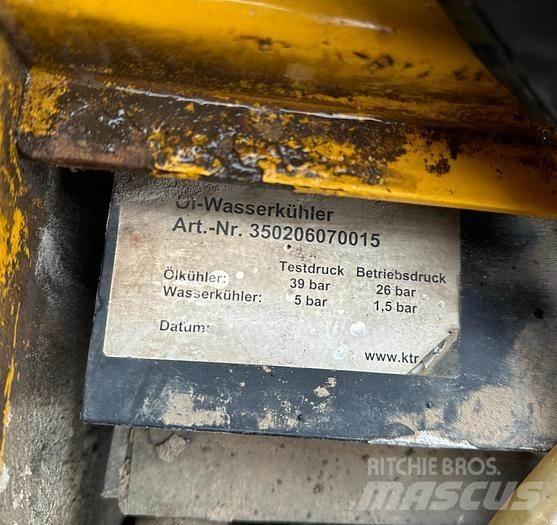 Öl-Wasserkühler
Art.-Nr. 350206070015
Testdruck Betriebsdruck
Ölkühler: 39 bar 26 bar
Wasserkühler: 5 bar 1,5 bar
Datum:
www.ktr
RITCHIE BROS.
MASCUS